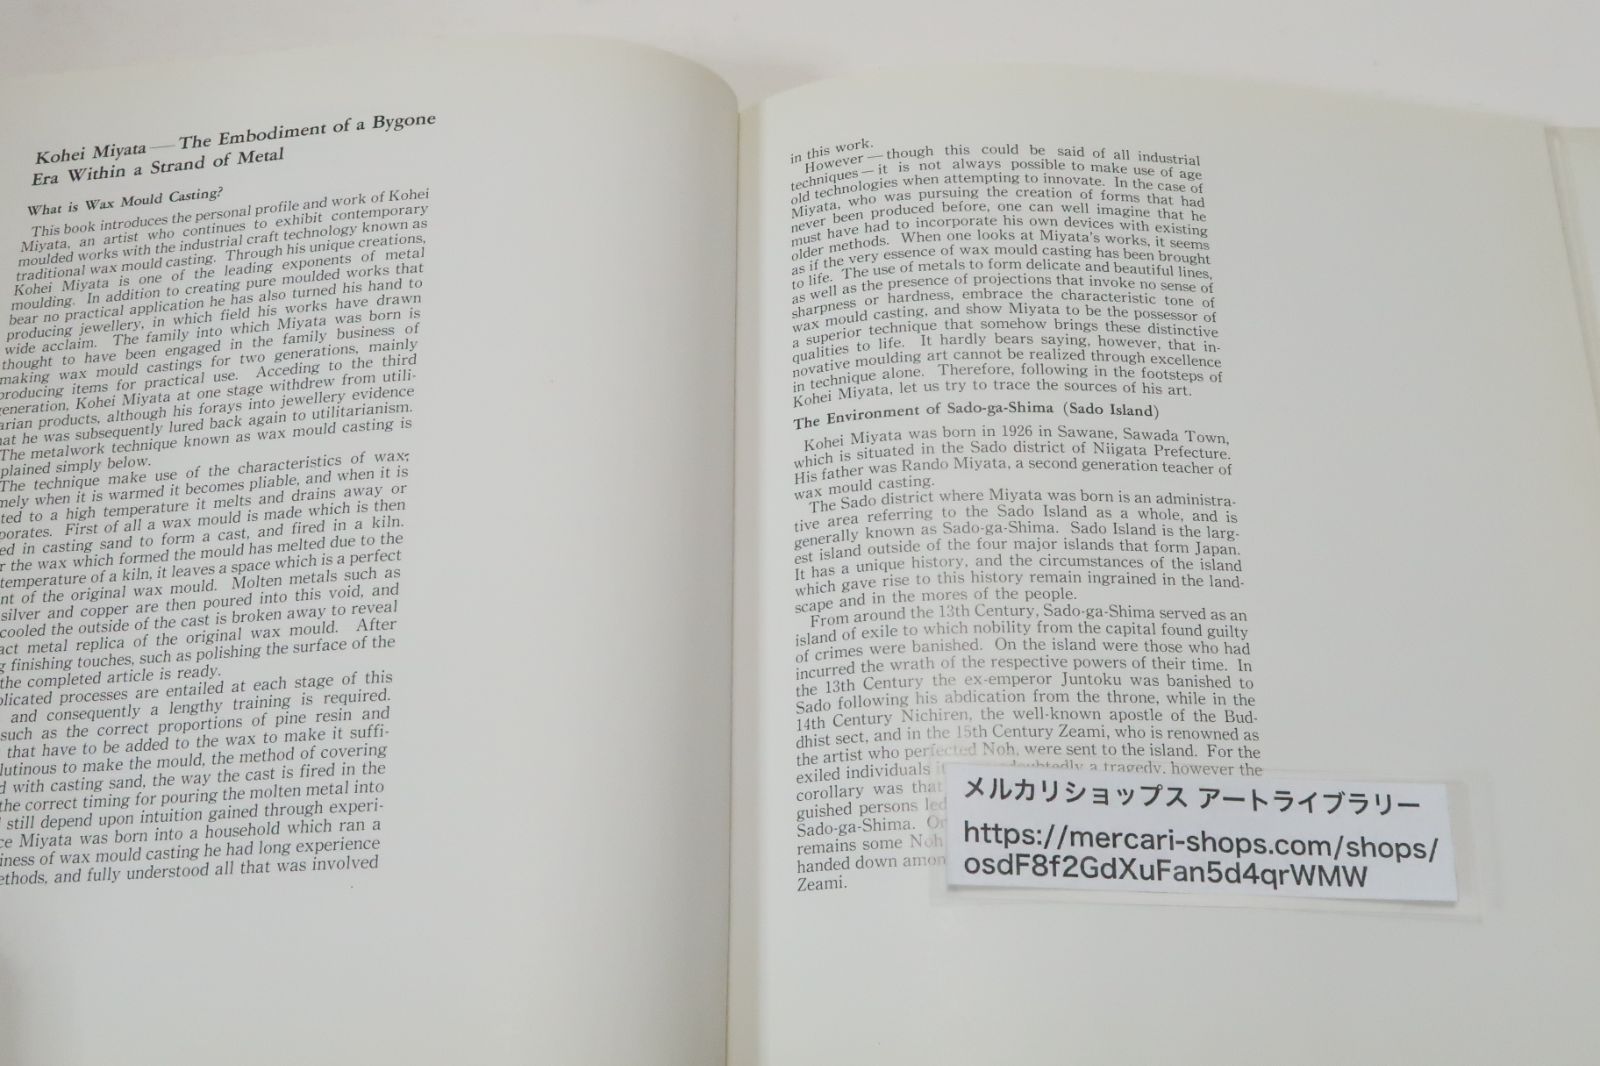 Kohei Miyata — The Embodiment of a Bygone
Era Within a Strand of Metal
What is Wax Mould Casting?
This book introduces the personal profile and work of Kohei
Miyata, an artist who continues to exhibit contemporary
moulded works with the industrial craft technology known as
traditional wax mould casting. Through his unique creations,
Kohei Miyata is one of the leading exponents of metal
moulding. In addition to creating pure moulded works that
bear no practical application he has also turned his hand to
producing jewellery, in which field his works have drawn
wide acclaim. The family into which Miyata was born is
thought to have been engaged in the family business of
making wax mould castings for two generations, mainly
producing items for practical use. Acceding to the third
eneration, Kohei Miyata at one stage withdrew from utili-
arian products, although his forays into jewellery evidence
at he was subsequently lured back again to utilitarianism.
The metalwork technique known as wax mould casting is
plained simply below.
The technique make use of the characteristics of wax;
mely when it is warmed it becomes pliable, and when it is
ted to a high temperature it melts and drains away or
porates. First of all a wax mould is made which is then
ed in casting sand to form a cast, and fired in a kiln.
r the wax which formed the mould has melted due to the
temperature of a kiln, it leaves a space which is a perfect
nt of the original wax mould. Molten metals such as
silver and copper are then poured into this void, and
cooled the outside of the cast is broken away to reveal
act metal replica of the original wax mould. After
g finishing touches, such as polishing the surface of the
the completed article is ready.
plicated processes are entailed at each stage of this
and consequently a lengthy training is required.
such as the correct proportions of pine resin and
that have to be added to the wax to make it suffi-
lutinous to make the mould, the method of covering
d with casting sand, the way the cast is fired in the
the correct timing for pouring the molten metal into
still depend upon intuition gained through experi-
ce Miyata was born into a household which ran a
iness of wax mould casting he had long experience
ethods, and fully understood all that was involved
in this work.
However — though this could be said of all industrial
techniques — it is not always possible to make use of age
old technologies when attempting to innovate. In the case of
Miyata, who was pursuing the creation of forms that had
never been produced before, one can well imagine that he
must have had to incorporate his own devices with existing
older methods. When one looks at Miyata's works, it seems
as if the very essence of wax mould casting has been brought
to life. The use of metals to form delicate and beautiful lines,
as well as the presence of projections that invoke no sense of
sharpness or hardness, embrace the characteristic tone of
wax mould casting, and show Miyata to be the possessor of
a superior technique that somehow brings these distinctive
qualities to life. It hardly bears saying, however, that in-
novative moulding art cannot be realized through excellence
in technique alone. Therefore, following in the footsteps of
Kohei Miyata, let us try to trace the sources of his art.
The Environment of Sado-ga-Shima (Sado Island)
Kohei Miyata was born in 1926 in Sawane, Sawada Town,
which is situated in the Sado district of Niigata Prefecture.
His father was Rando Miyata, a second generation teacher of
wax mould casting.
The Sado district where Miyata was born is an administra-
tive area referring to the Sado Island as a whole, and is
generally known as Sado-ga-Shima. Sado Island is the larg-
est island outside of the four major islands that form Japan.
It has a unique history, and the circumstances of the island
which gave rise to this history remain ingrained in the land-
scape and in the mores of the people.
From around the 13th Century, Sado-ga-Shima served as an
island of exile to which nobility from the capital found guilty
of crimes were banished. On the island were those who had
incurred the wrath of the respective powers of their time. In
the 13th Century the ex-emperor Juntoku was banished to
Sado following his abdication from the throne, while in the
14th Century Nichiren, the well-known apostle of the Bud-
dhist sect, and in the 15th Century Zeami, who is renowned as
the artist who perfected Noh, were sent to the island. For the
exiled individuals it undoubtedly a tragedy, however the
corollary was that
guished persons led
Sado-ga-Shima. On
remains some Noh
handed down amon
Zeami.
メルカリショップス アートライブラリー
https://mercari-shops.com/shops/
osdF8f2GdXuFan5d4qrWMW